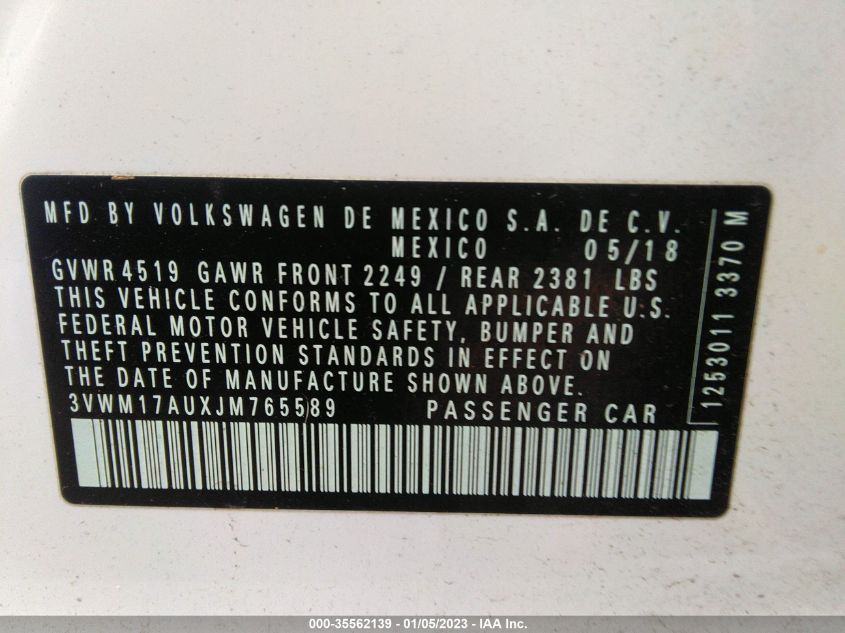 MFD BY VOLKSWAGEN DE MEXICO S.A. DE C.V.
MEXICO 05/18
GVWR 4519 GAWR FRONT 2249 / REAR 2381 LBS
THIS VEHICLE CONFORMS TO ALL APPLICABLE U.S.
FEDERAL MOTOR VEHICLE SAFETY, BUMPER AND
THEFT PREVENTION STANDARDS IN EFFECT ON
THE DATE OF MANUFACTURE SHOWN ABOVE.
3VWM17AUXJM765589 PASSENGER CAR
1253011 3370 M
000-35562139 - 01/05/2023 - IAA Inc.